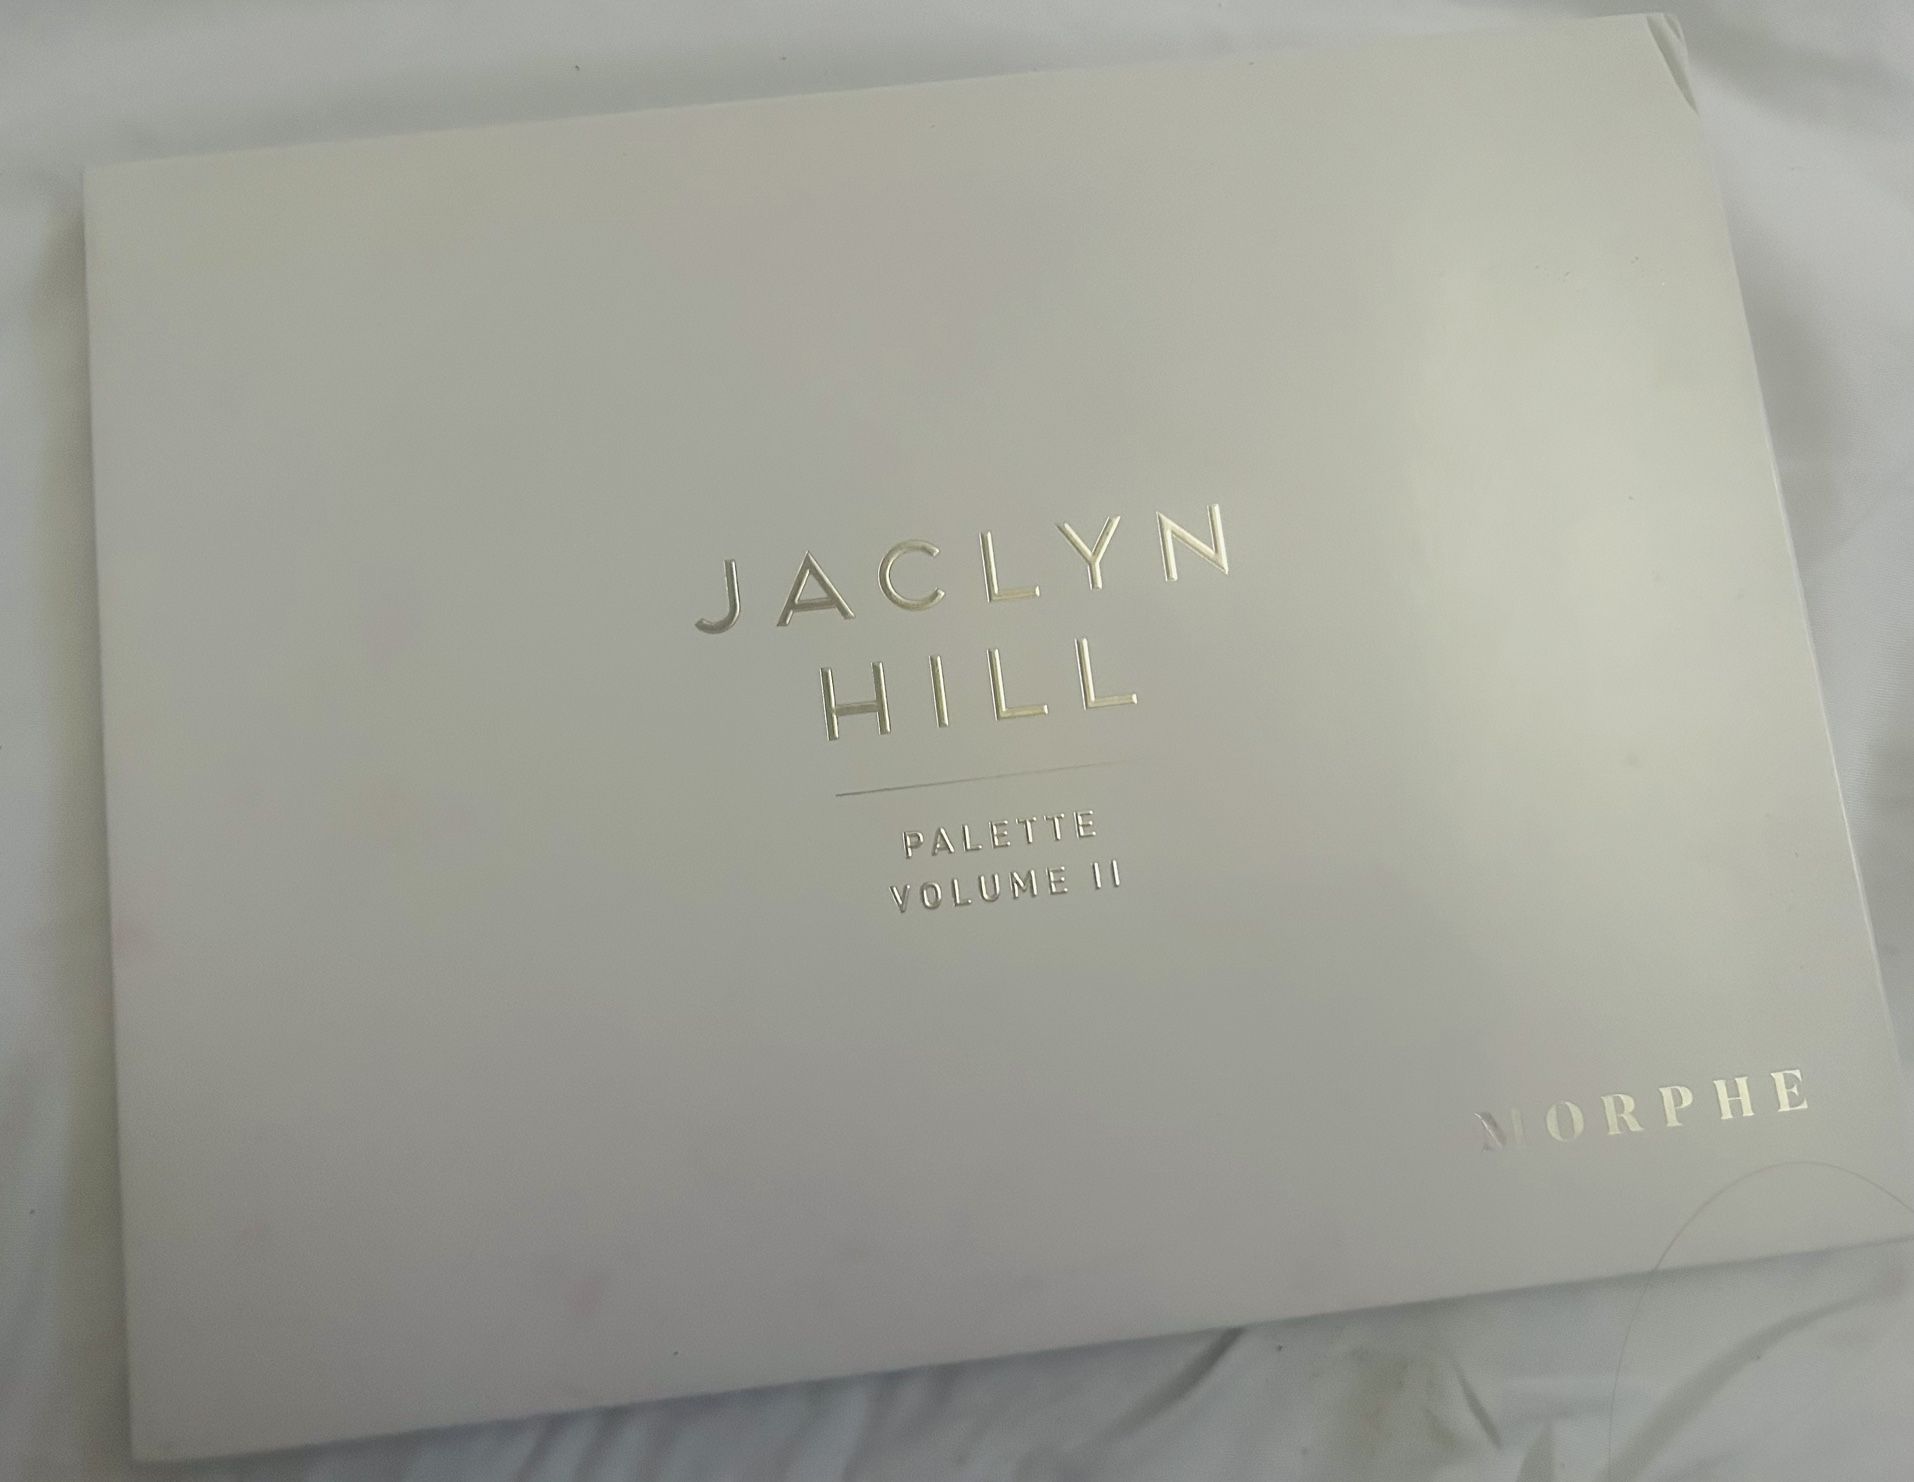 JACLYN
HILL
PALETTE
VOLUME II
MORPHE